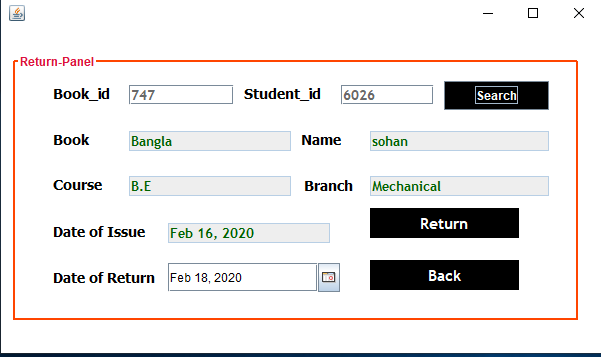 Return-Panel
Book_id 747 Student_id 6026 Search
Book Bangla Name sohan
Course B.E Branch Mechanical
Date of Issue Feb 16, 2020 Return
Date of Return Feb 18, 2020 Back